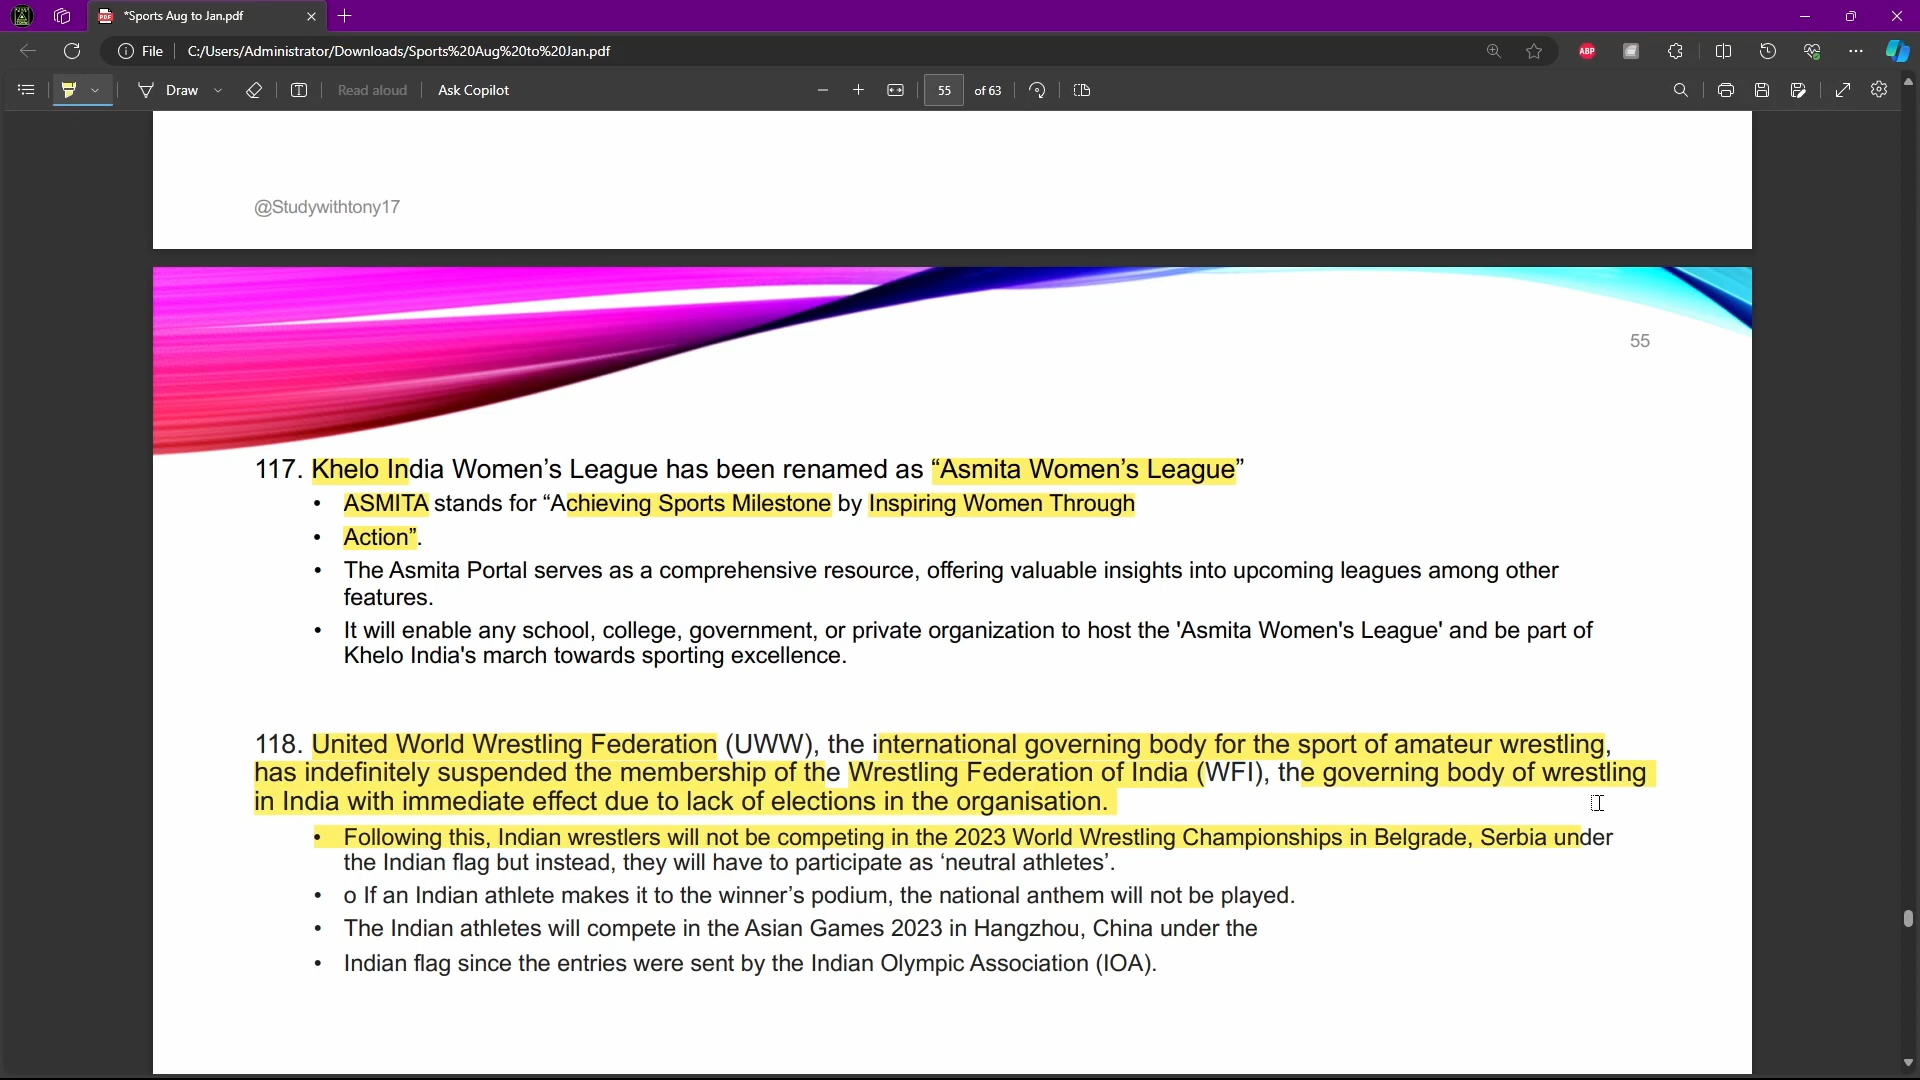 *Sports Aug to Jan.pdf
File
C:/Users/Administrator/Downloads/Sports%20Aug%20to%20Jan.pdf
ABP
Draw
Read aloud
Ask Copilot
55 of 63
@Studywithtony17
55
117. Khelo India Women’s League has been renamed as “Asmita Women’s League”
• ASMITA stands for “Achieving Sports Milestone by Inspiring Women Through
• Action”.
• The Asmita Portal serves as a comprehensive resource, offering valuable insights into upcoming leagues among other
features.
• It will enable any school, college, government, or private organization to host the 'Asmita Women's League' and be part of
Khelo India's march towards sporting excellence.
118. United World Wrestling Federation (UWW), the international governing body for the sport of amateur wrestling,
has indefinitely suspended the membership of the Wrestling Federation of India (WFI), the governing body of wrestling
in India with immediate effect due to lack of elections in the organisation.
• Following this, Indian wrestlers will not be competing in the 2023 World Wrestling Championships in Belgrade, Serbia under
the Indian flag but instead, they will have to participate as ‘neutral athletes’.
• o If an Indian athlete makes it to the winner’s podium, the national anthem will not be played.
• The Indian athletes will compete in the Asian Games 2023 in Hangzhou, China under the
• Indian flag since the entries were sent by the Indian Olympic Association (IOA).